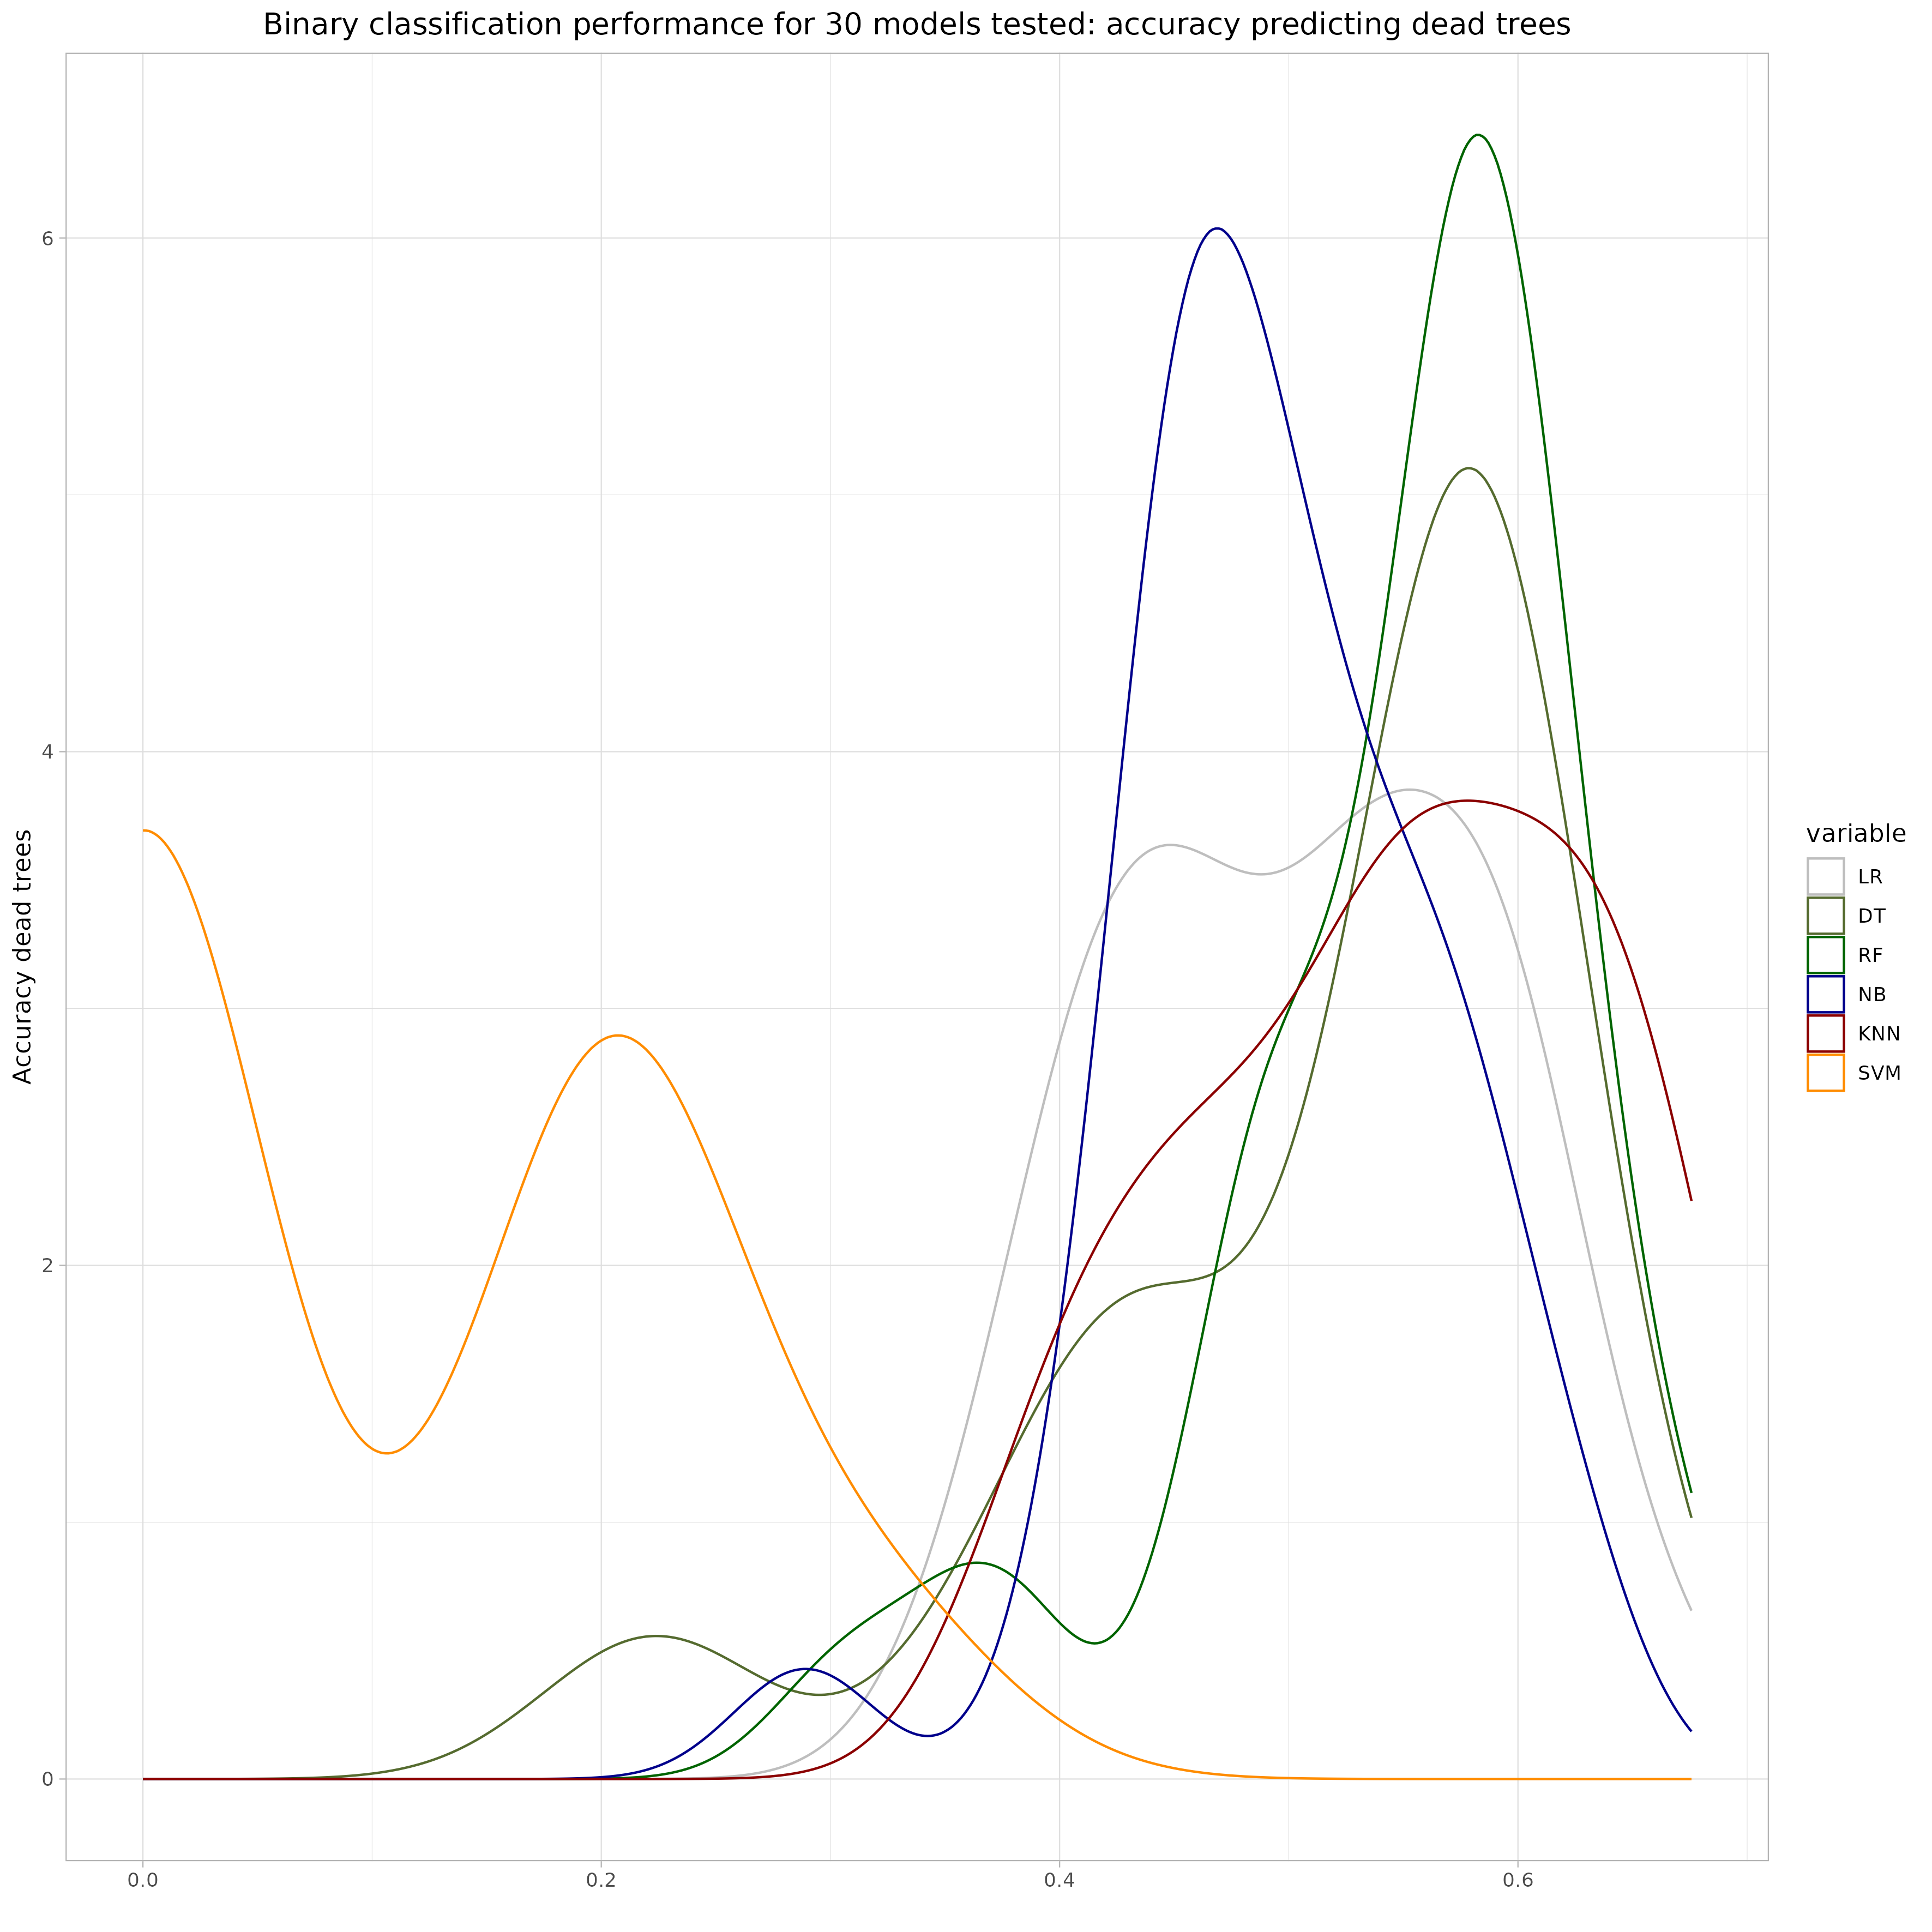 Binary classification performance for 30 models tested: accuracy predicting dead trees
Accuracy dead trees
6
4
2
0
0.0
0.2
0.4
0.6
variable
LR
DT
RF
NB
KNN
SVM